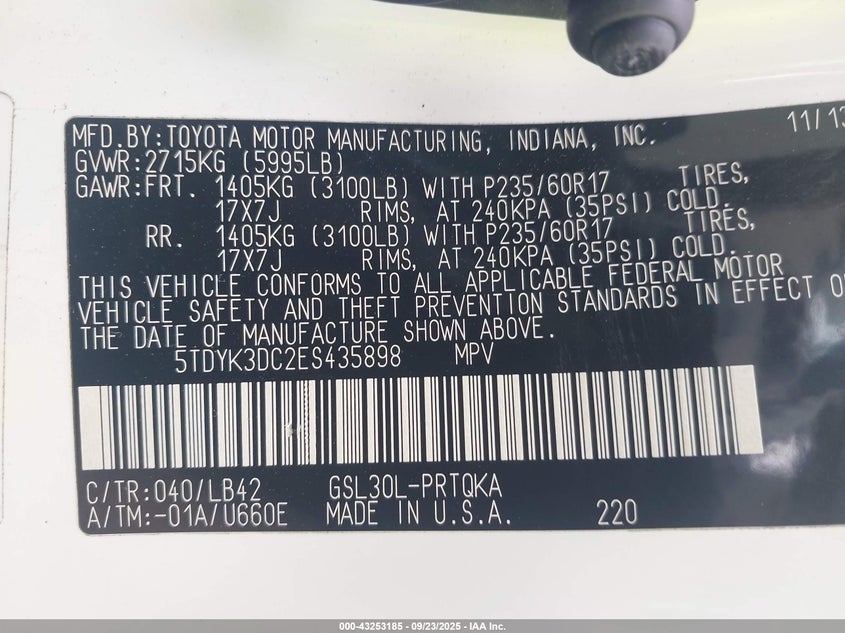 MFD.BY:TOYOTA MOTOR MANUFACTURING, INDIANA, INC. 11/13
GVWR:2715KG (5995LB)
GAWR:FRT. 1405KG (3100LB) WITH P235/60R17 TIRES,
17X7J RIMS, AT 240KPA (35PSI) COLD.
RR. 1405KG (3100LB) WITH P235/60R17 TIRES,
17X7J RIMS, AT 240KPA (35PSI) COLD.
THIS VEHICLE CONFORMS TO ALL APPLICABLE FEDERAL MOTOR
VEHICLE SAFETY AND THEFT PREVENTION STANDARDS IN EFFECT
THE DATE OF MANUFACTURE SHOWN ABOVE.
5TDYK3DC2ES435898 MPV
C/TR:040/LB42 GSL30L-PRTQKA
A/TM:-01A/U660E MADE IN U.S.A. 220
000-43253185 - 09/23/2025 - IAA Inc.